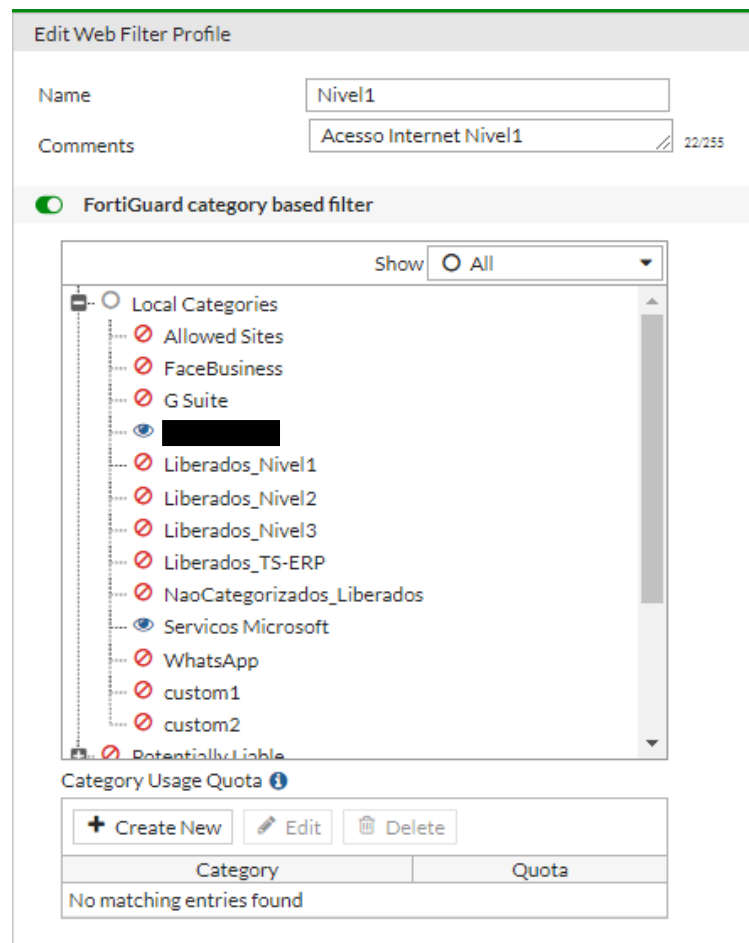 Edit Web Filter Profile
Name Nivel1
Comments Acesso Internet Nivel1 22/255
FortiGuard category based filter
Show All
Local Categories
Allowed Sites
FaceBusiness
G Suite
Liberados_Nivel1
Liberados_Nivel2
Liberados_Nivel3
Liberados_TS-ERP
NaoCategorizados_Liberados
Servicos Microsoft
WhatsApp
custom1
custom2
Potentially Liable
Category Usage Quota
+ Create New Edit Delete
Category Quota
No matching entries found